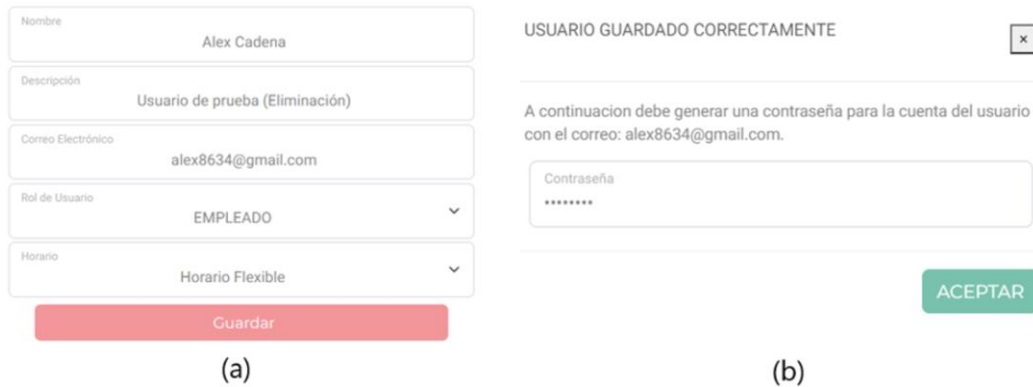 Nombre
Alex Cadena
Descripción
Usuario de prueba (Eliminación)
Correo Electrónico
alex8634@gmail.com
Rol de Usuario
EMPLEADO
Horario
Horario Flexible
Guardar
(a)
USUARIO GUARDADO CORRECTAMENTE
×
A continuacion debe generar una contraseña para la cuenta del usuario
con el correo: alex8634@gmail.com.
Contraseña
••••••••
ACEPTAR
(b)